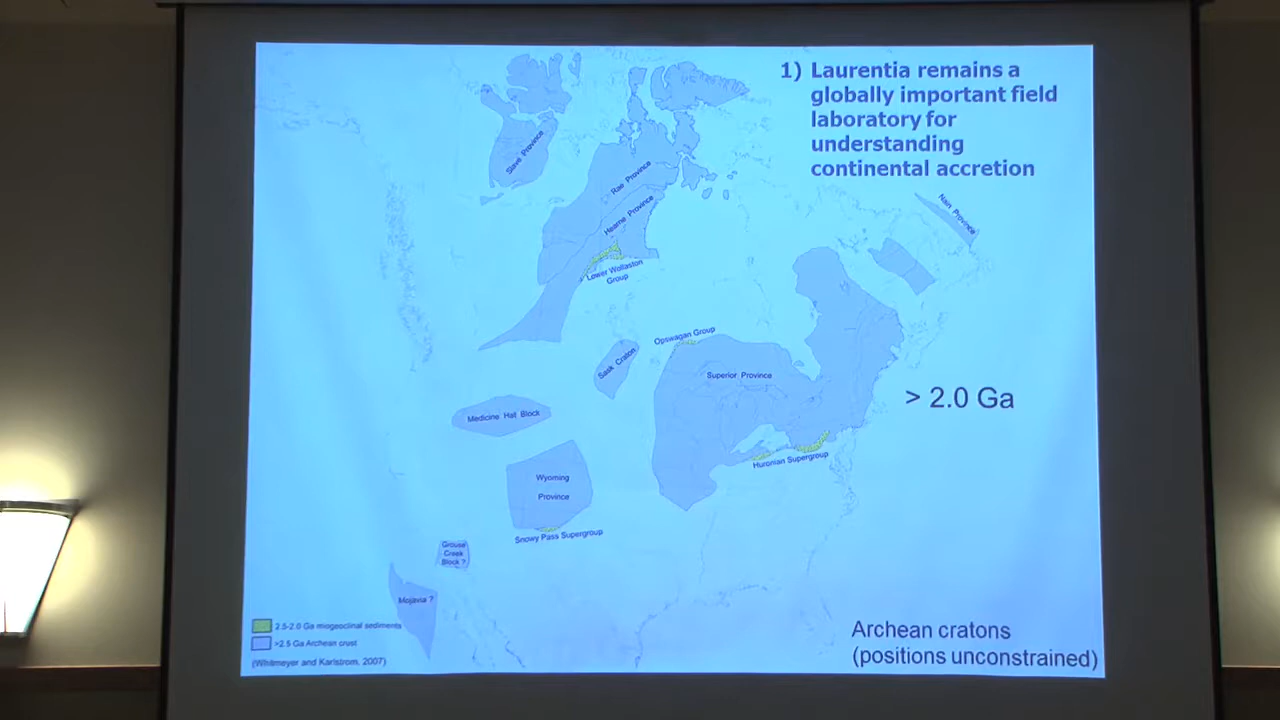 1) Laurentia remains a
globally important field
laboratory for
understanding
continental accretion
Slave Province
Rae Province
Nain Province
Hearne Province
Lower Wollaston
Group
Opswagan Group
Sask Craton
Superior Province
> 2.0 Ga
Medicine Hat Block
Huronian Supergroup
Wyoming
Province
Snowy Pass Supergroup
Grouse
Creek
Block ?
Mojavia ?
2.5-2.0 Ga miogeoclinal sediments
>2.5 Ga Archean crust
(Whitmeyer and Karlstrom, 2007)
Archean cratons
(positions unconstrained)